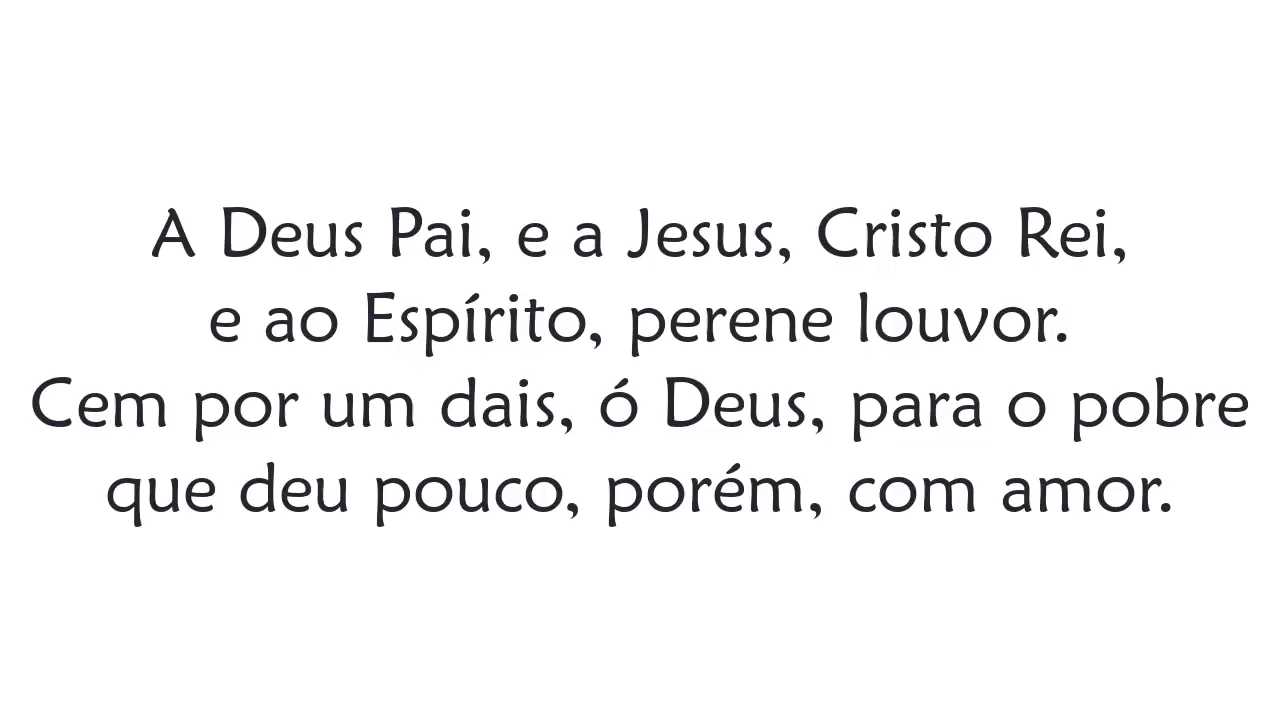 A Deus Pai, e a Jesus, Cristo Rei,
e ao Espírito, perene louvor.
Cem por um dais, ó Deus, para o pobre
que deu pouco, porém, com amor.